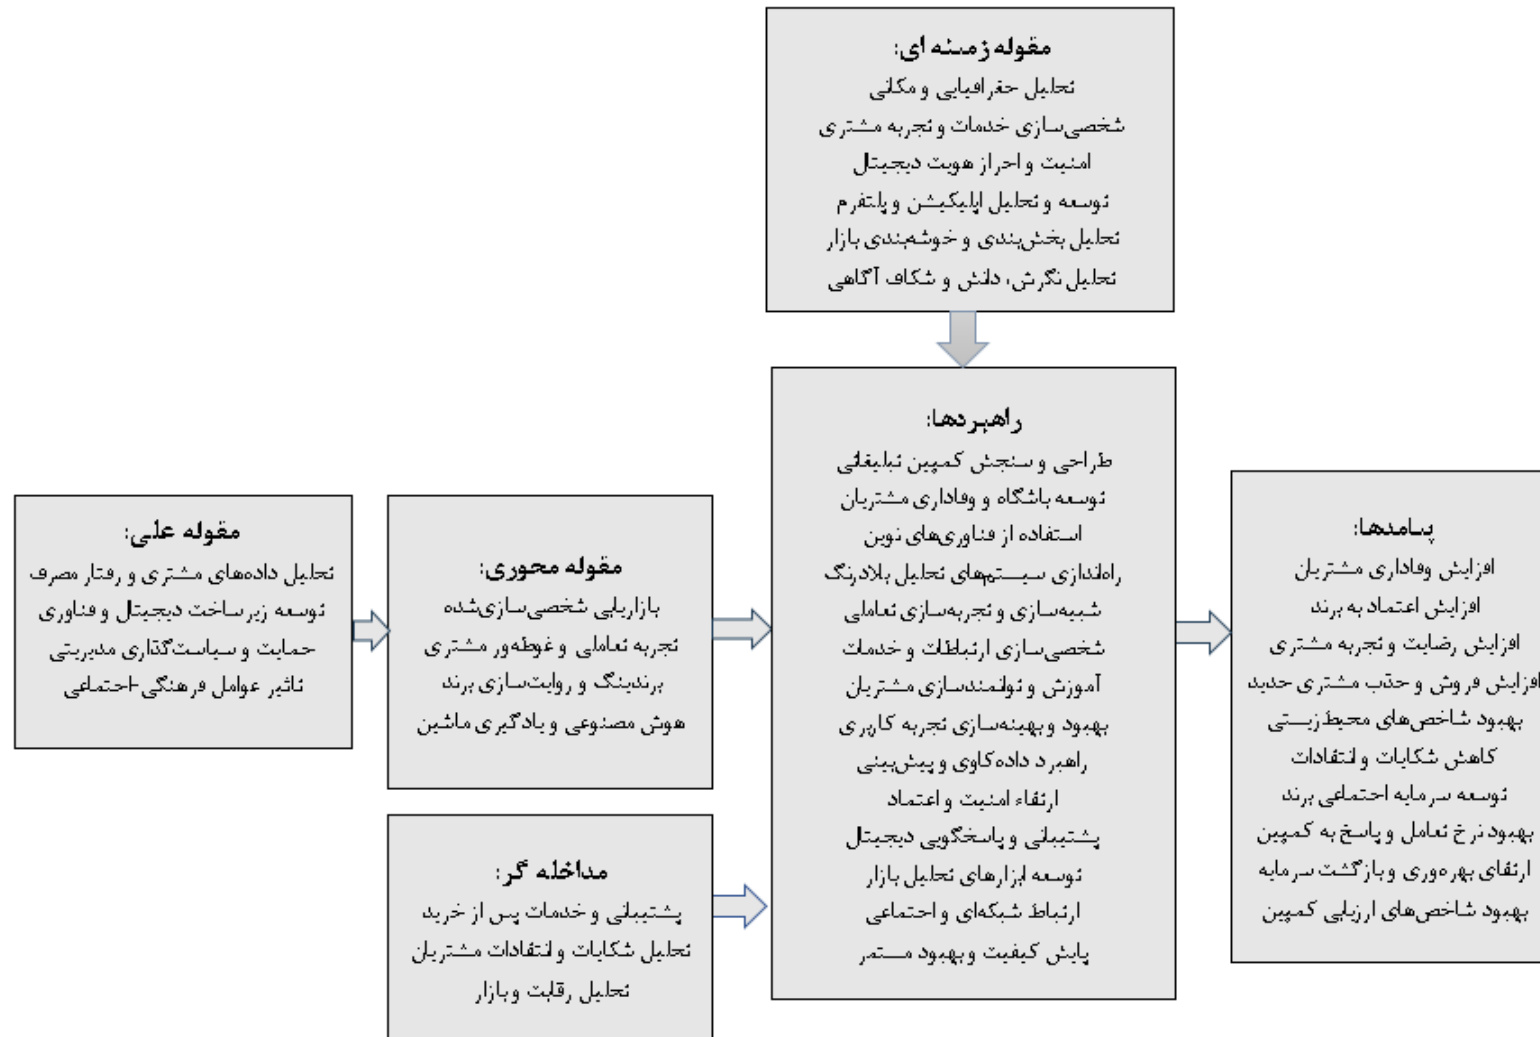 مقوله زمینه ای:
تحلیل جغرافیایی و مکانی
شخصی‌سازی خدمات و تجربه مشتری
امنیت و احراز هویت دیجیتال
توسعه و تحلیل اپلیکیشن و پلتفرم
تحلیل بخش‌بندی و خوشه‌بندی بازار
تحلیل نگرش، دانش و شکاف آگاهی
مقوله علی:
تحلیل داده‌های مشتری و رفتار مصرف
توسعه زیرساخت دیجیتال و فناوری
حمایت و سیاست‌گذاری مدیریتی
تاثیر عوامل فرهنگی-اجتماعی
مقوله محوری:
بازاریابی شخصی‌سازی‌شده
تجربه تعاملی و غوطه‌ور مشتری
برندینگ و روایت‌سازی برند
هوش مصنوعی و یادگیری ماشین
مداخله گر:
پشتیبانی و خدمات پس از خرید
تحلیل شکایات و انتقادات مشتریان
تحلیل رقابت و بازار
راهبردها:
طراحی و سنجش کمپین تبلیغاتی
توسعه باشگاه و وفاداری مشتریان
استفاده از فناوری‌های نوین
راه‌اندازی سیستم‌های تحلیل بلادرنگ
شبیه‌سازی و تجربه‌سازی تعاملی
شخصی‌سازی ارتباطات و خدمات
آموزش و توانمندسازی مشتریان
بهبود و بهینه‌سازی تجربه کاربری
راهبرد داده‌کاوی و پیش‌بینی
ارتقاء امنیت و اعتماد
پشتیبانی و پاسخگویی دیجیتال
توسعه ابزارهای تحلیل بازار
ارتباط شبکه‌ای و اجتماعی
پایش کیفیت و بهبود مستمر
پیامدها:
افزایش وفاداری مشتریان
افزایش اعتماد به برند
افزایش رضایت و تجربه مشتری
افزایش فروش و جذب مشتری جدید
بهبود شاخص‌های محیط‌زیستی
کاهش شکایات و انتقادات
توسعه سرمایه اجتماعی برند
بهبود نرخ تعامل و پاسخ به کمپین
ارتقای بهره‌وری و بازگشت سرمایه
بهبود شاخص‌های ارزیابی کمپین